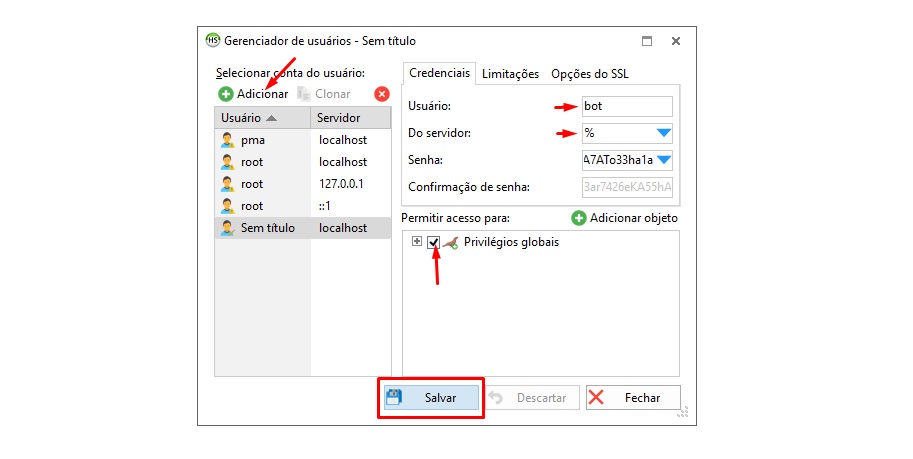 HS Gerenciador de usuários - Sem título
Selecionar conta do usuário:
Adicionar Clonar
Usuário Servidor
pma localhost
root localhost
root 127.0.0.1
root ::1
Sem título localhost
Credenciais Limitações Opções do SSL
Usuário: bot
Do servidor: %
Senha: A7ATo33ha1a
Confirmação de senha: 3ar7426eKA55hA
Permitir acesso para: Adicionar objeto
Privilégios globais
Salvar Descartar Fechar